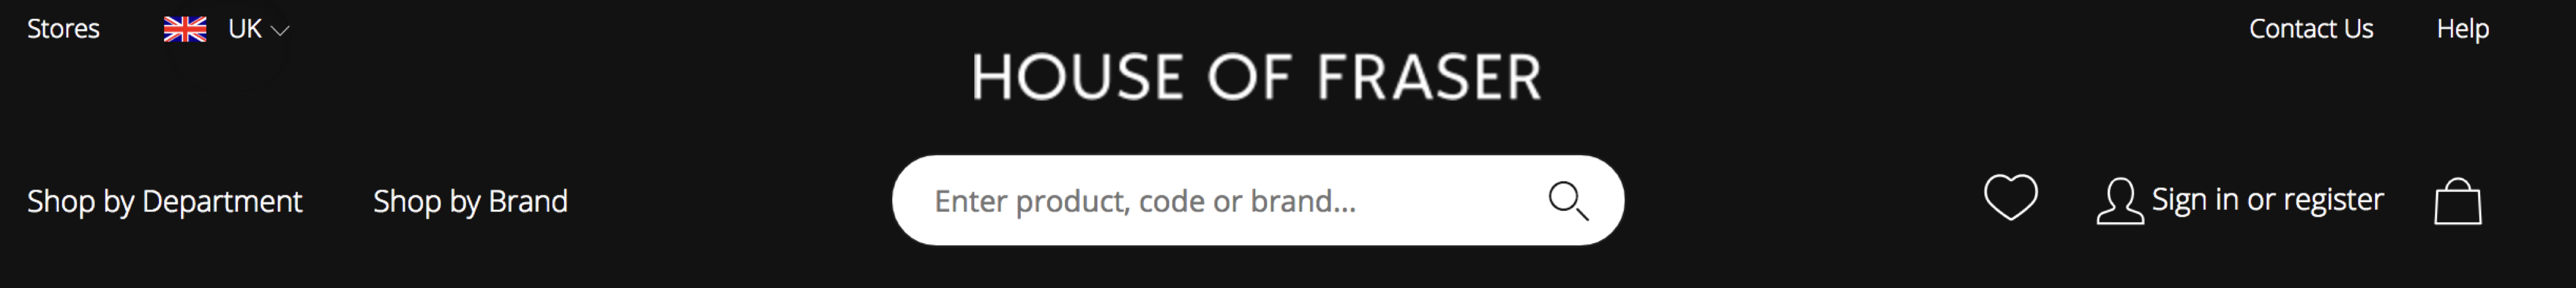 Stores UK Contact Us Help
HOUSE OF FRASER
Shop by Department Shop by Brand Enter product, code or brand... Sign in or register